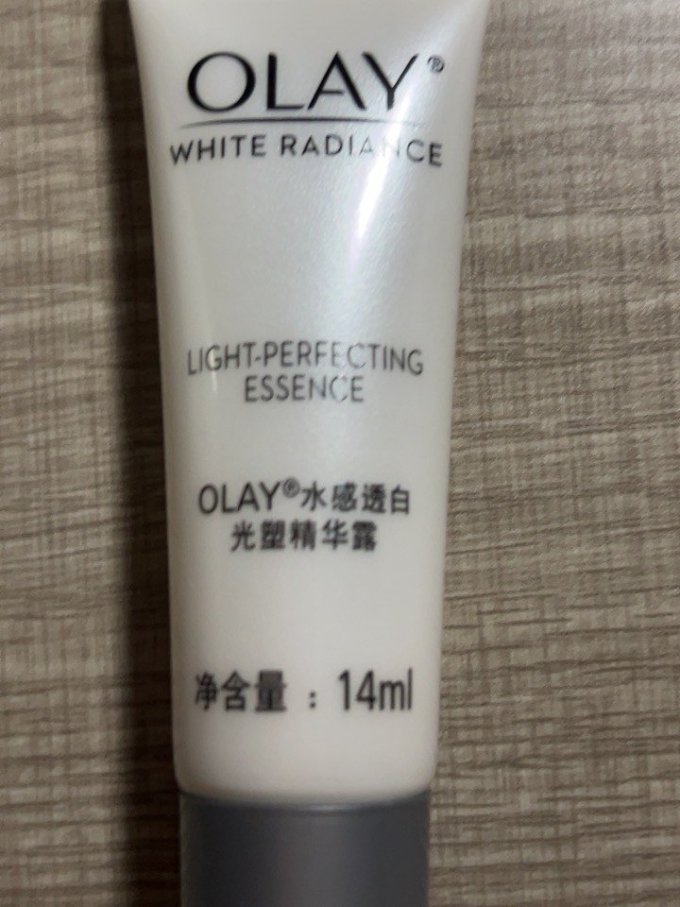 OLAY®
WHITE RADIANCE
LIGHT-PERFECTING
ESSENCE
OLAY®水感透白
光塑精华露
净含量：14ml